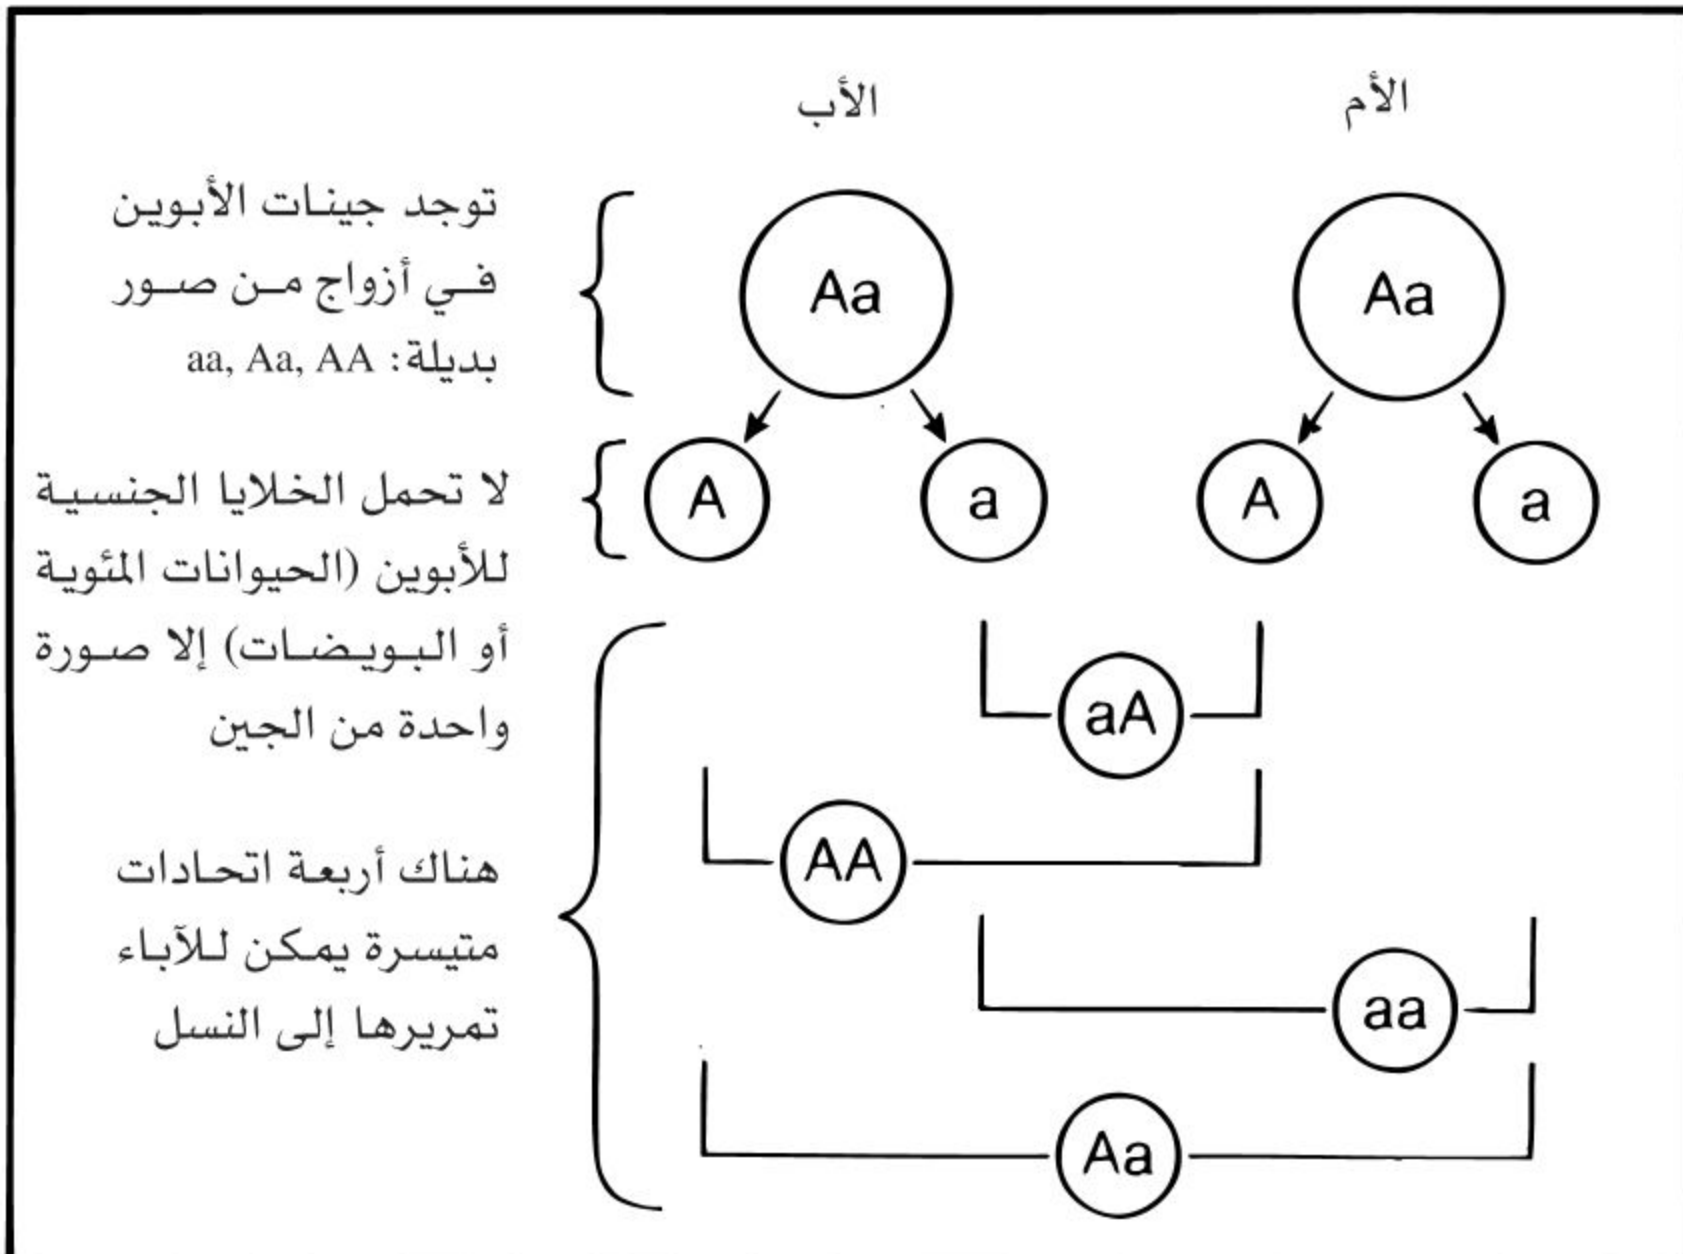 الأب
الأم
توجد جينات الأبوين
في أزواج من صور
بديلة: aa, Aa, AA
Aa
Aa
لا تحمل الخلايا الجنسية
للأبوين (الحيوانات المئوية
أو البويضات) إلا صورة
واحدة من الجين
A
a
A
a
هناك أربعة اتحادات
متيسرة يمكن للآباء
تمريرها إلى النسل
aA
AA
aa
Aa